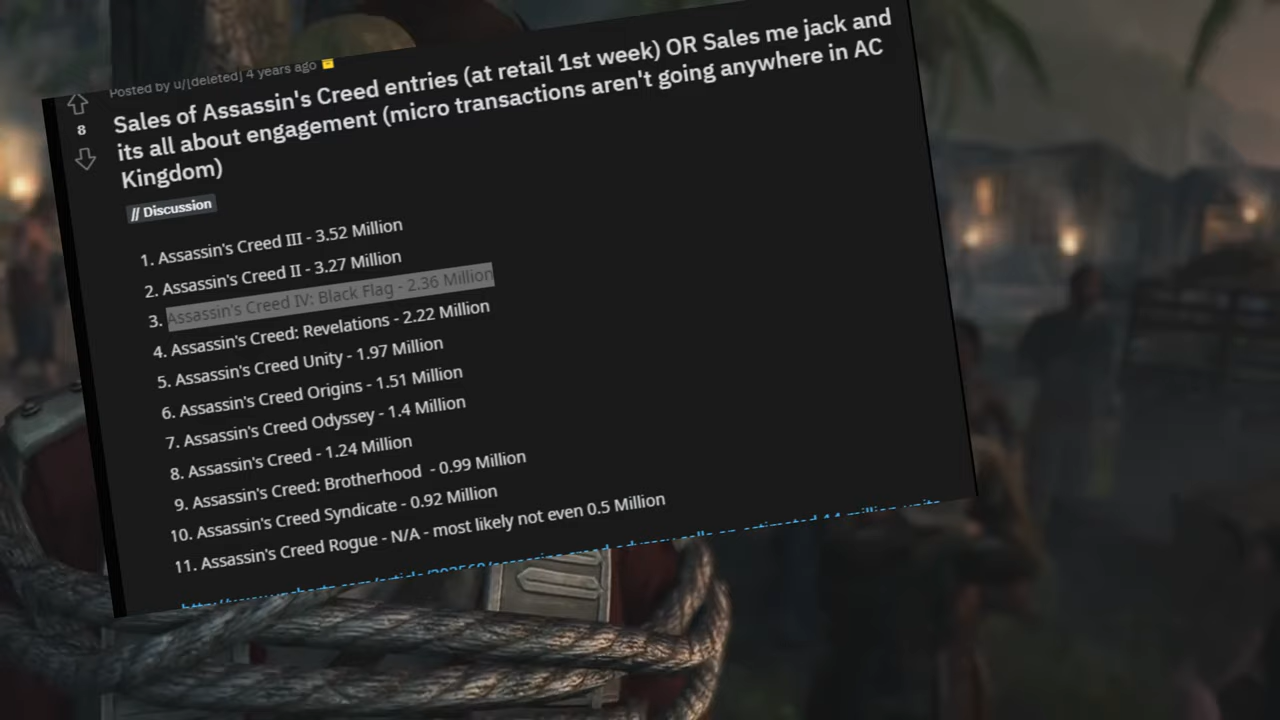 Posted by u/[deleted] 4 years ago
8
Sales of Assassin's Creed entries (at retail 1st week) OR Sales me jack and
its all about engagement (micro transactions aren't going anywhere in AC
Kingdom)
// Discussion
1. Assassin's Creed III - 3.52 Million
2. Assassin's Creed II - 3.27 Million
3. Assassin's Creed IV: Black Flag - 2.36 Million
4. Assassin's Creed: Revelations - 2.22 Million
5. Assassin's Creed Unity - 1.97 Million
6. Assassin's Creed Origins - 1.51 Million
7. Assassin's Creed Odyssey - 1.4 Million
8. Assassin's Creed - 1.24 Million
9. Assassin's Creed: Brotherhood - 0.99 Million
10. Assassin's Creed Syndicate - 0.92 Million
11. Assassin's Creed Rogue - N/A - most likely not even 0.5 Million